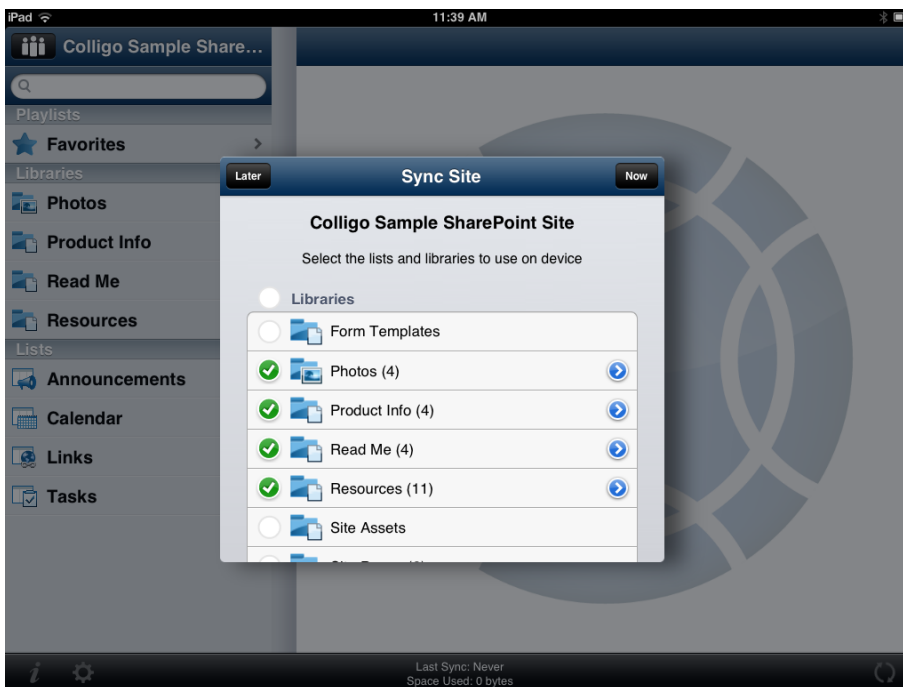 iPad
11:39 AM
Colligo Sample Share...
Playlists
Favorites
Libraries
Photos
Product Info
Read Me
Resources
Lists
Announcements
Calendar
Links
Tasks
Later
Sync Site
Now
Colligo Sample SharePoint Site
Select the lists and libraries to use on device
Libraries
Form Templates
Photos (4)
Product Info (4)
Read Me (4)
Resources (11)
Site Assets
Last Sync: Never
Space Used: 0 bytes